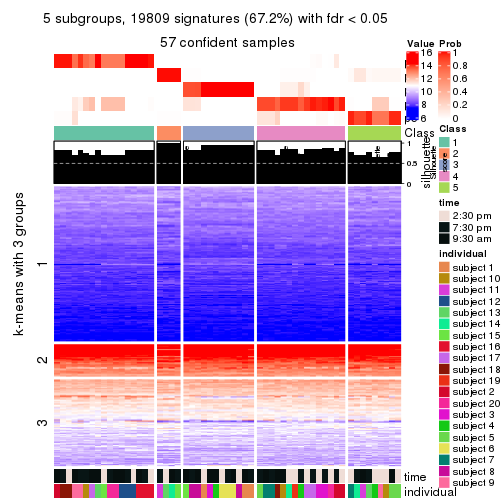 5 subgroups, 19809 signatures (67.2%) with fdr < 0.05
57 confident samples
Value Prob
16 1
14 0.8
12 0.6
10 0.4
8 0.2
6 0
Class
1
0.5
0
silhouette
Class
1
2
3
4
5
time
2:30 pm
7:30 pm
9:30 am
individual
subject 1
subject 10
subject 11
subject 12
subject 13
subject 14
subject 15
subject 16
subject 17
subject 18
subject 19
subject 2
subject 20
subject 3
subject 4
subject 5
subject 6
subject 7
subject 8
subject 9
k-means with 3 groups
1
2
3
time
individual